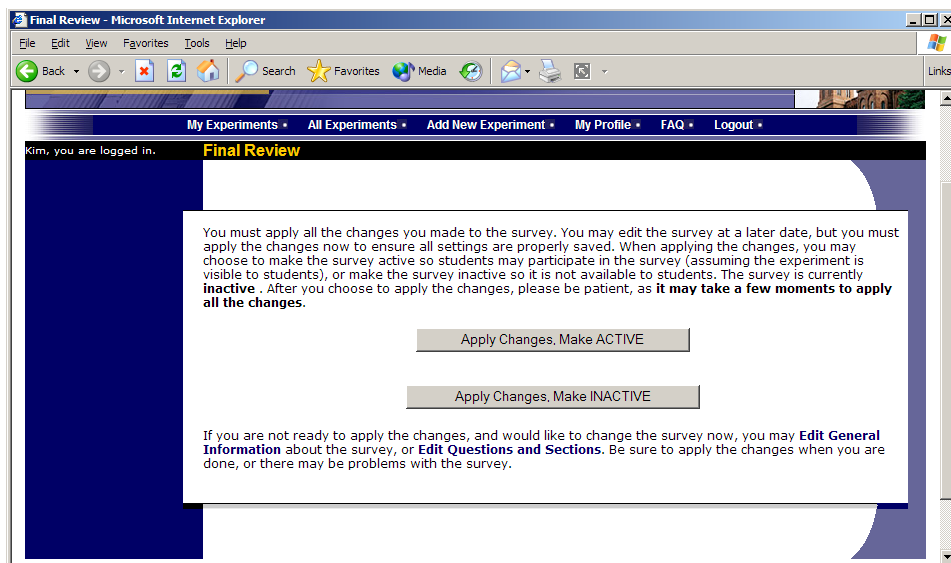 Final Review - Microsoft Internet Explorer
File Edit View Favorites Tools Help
Back Search Favorites Media Links
My Experiments All Experiments Add New Experiment My Profile FAQ Logout
Kim, you are logged in. Final Review
You must apply all the changes you made to the survey. You may edit the survey at a later date, but you must
apply the changes now to ensure all settings are properly saved. When applying the changes, you may
choose to make the survey active so students may participate in the survey (assuming the experiment is
visible to students), or make the survey inactive so it is not available to students. The survey is currently
inactive . After you choose to apply the changes, please be patient, as it may take a few moments to apply
all the changes.
Apply Changes, Make ACTIVE
Apply Changes, Make INACTIVE
If you are not ready to apply the changes, and would like to change the survey now, you may Edit General
Information about the survey, or Edit Questions and Sections. Be sure to apply the changes when you are
done, or there may be problems with the survey.